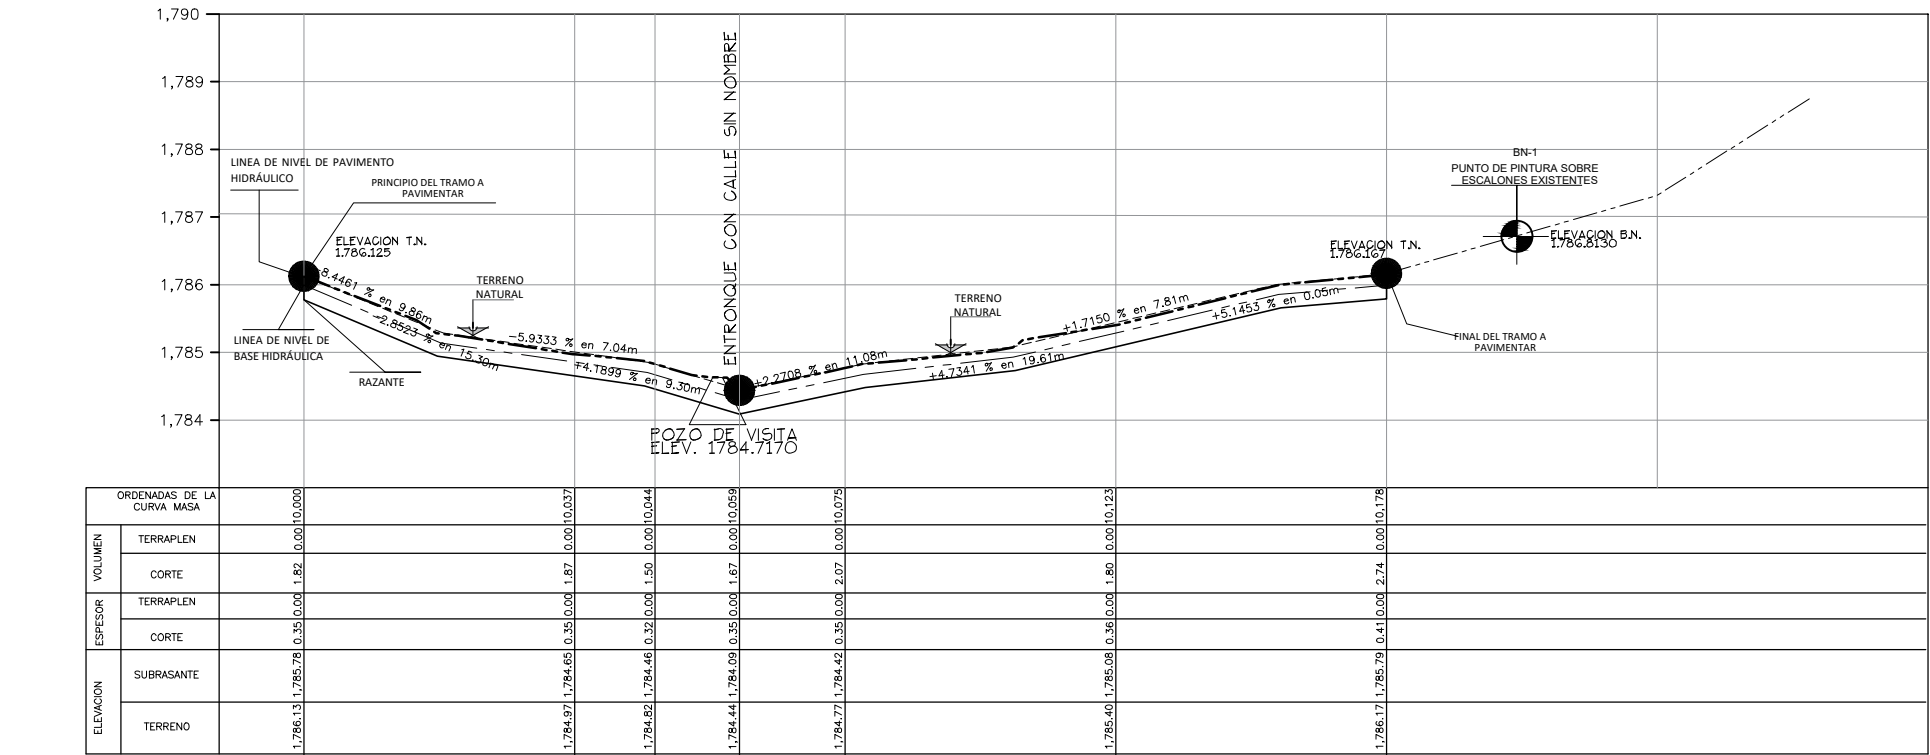 1,790
1,789
1,788
1,787
1,786
1,785
1,784
LINEA DE NIVEL DE PAVIMENTO
HIDRÁULICO
PRINCIPIO DEL TRAMO A
PAVIMENTAR
ELEVACION T.N.
1.786.125
-8.4461 % en 9.86m
TERRENO
NATURAL
-2.8523 % en 15.30m
-5.9333 % en 7.04m
LINEA DE NIVEL DE
BASE HIDRÁULICA
RAZANTE
+4.1899 % en 9.30m
ENTRONQUE CON CALLE SIN NOMBRE
POZO DE VISITA
ELEV. 1784.7170
+2.2708 % en 11.08m
TERRENO
NATURAL
+4.7341 % en 19.61m
+1.7150 % en 7.81m
+5.1453 % en 0.05m
ELEVACION T.N.
1.786.167
FINAL DEL TRAMO A
PAVIMENTAR
BN-1
PUNTO DE PINTURA SOBRE
ESCALONES EXISTENTES
ELEVACION B.N.
1.786.8130
ORDENADAS DE LA
CURVA MASA
10,000 10,037 10,044 10,059 10,075 10,123 10,178
VOLUMEN
TERRAPLEN
0.00 0.00 0.00 0.00 0.00 0.00 0.00
CORTE
1.82 1.87 1.50 1.67 2.07 1.80 2.74
ESPESOR
TERRAPLEN
0.00 0.00 0.00 0.00 0.00 0.00 0.00
CORTE
0.35 0.35 0.32 0.35 0.35 0.36 0.41
ELEVACION
SUBRASANTE
1,785.78 1,784.65 1,784.46 1,784.09 1,784.42 1,785.08 1,785.79
TERRENO
1,786.13 1,784.97 1,784.82 1,784.44 1,784.77 1,785.40 1,786.17